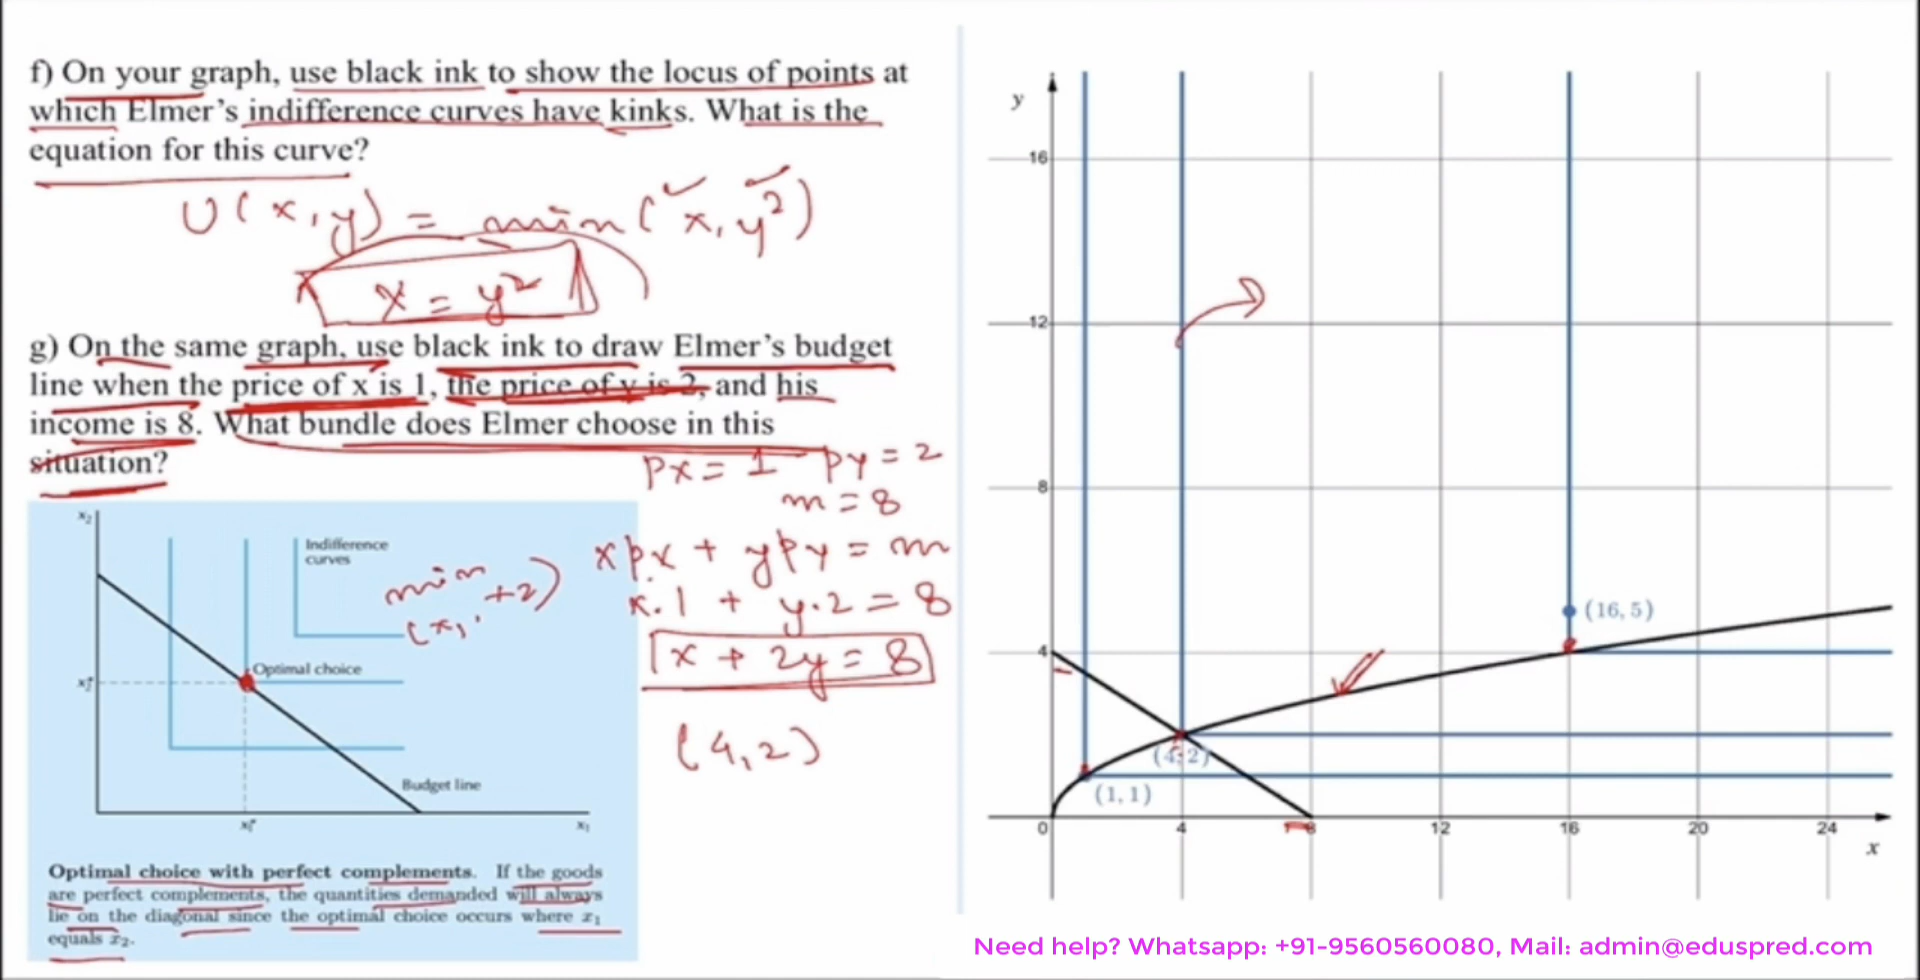 f) On your graph, use black ink to show the locus of points at
which Elmer's indifference curves have kinks. What is the
equation for this curve?
U(x,y) = min(x,y²)
x = y²
g) On the same graph, use black ink to draw Elmer's budget
line when the price of x is 1, the price of y is 2, and his
income is 8. What bundle does Elmer choose in this
situation?
px = 1 py = 2
m = 8
xpx + ypy = m
x.1 + y.2 = 8
x + 2y = 8
(4,2)
x₂
Indifference
curves
min
(x,
Optimal choice
x₂*
Budget line
x₁*
x₁
Optimal choice with perfect complements. If the goods
are perfect complements, the quantities demanded will always
lie on the diagonal since the optimal choice occurs where x₁
equals x₂.
y
16
12
8
(16,5)
4
(4,2)
(1,1)
0 4 8 12 16 20 24
x
Need help? Whatsapp: +91-9560560080, Mail: admin@eduspred.com